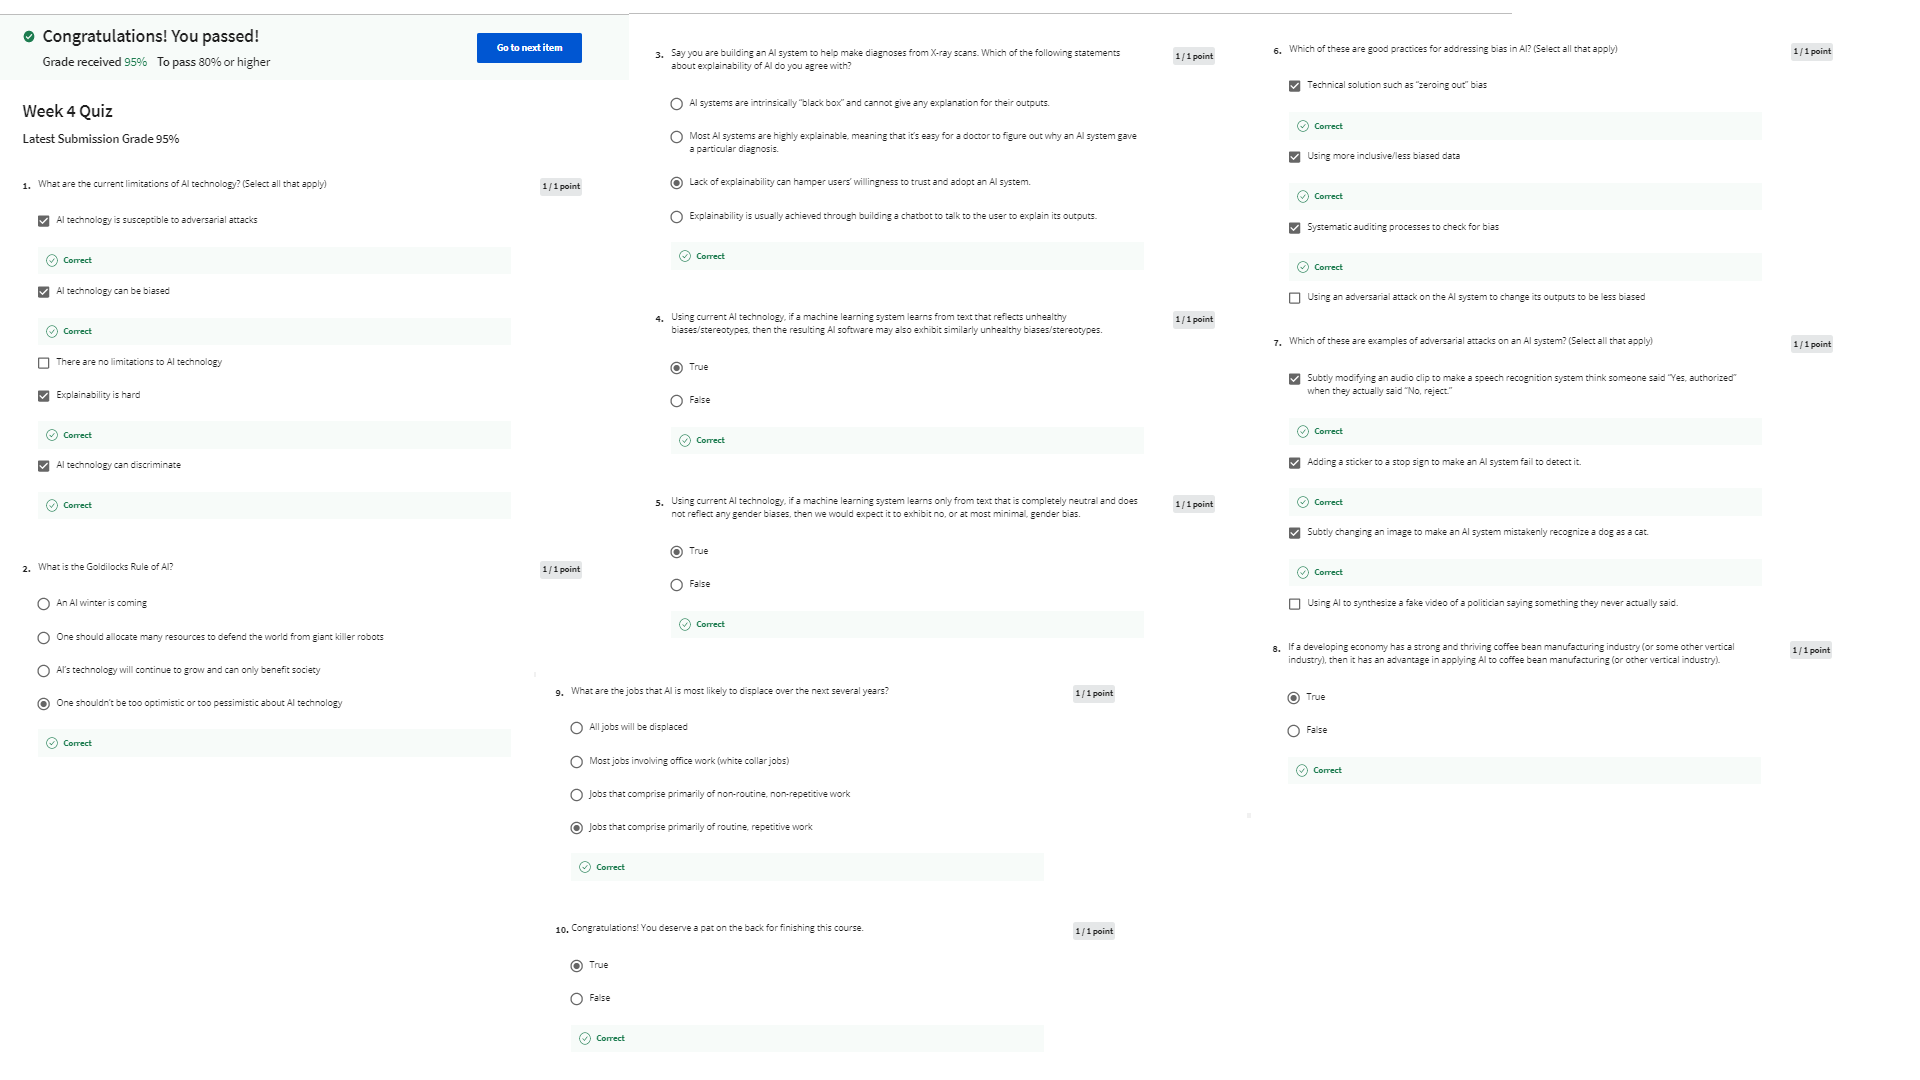 Congratulations! You passed!
Grade received 95% To pass 80% or higher
Go to next item
Week 4 Quiz
Latest Submission Grade 95%
1. What are the current limitations of AI technology? (Select all that apply)
1 / 1 point
AI technology is susceptible to adversarial attacks
Correct
AI technology can be biased
Correct
There are no limitations to AI technology
Explainability is hard
Correct
AI technology can discriminate
Correct
2. What is the Goldilocks Rule of AI?
1 / 1 point
An AI winter is coming
One should allocate many resources to defend the world from giant killer robots
AI's technology will continue to grow and can only benefit society
One shouldn't be too optimistic or too pessimistic about AI technology
Correct
3. Say you are building an AI system to help make diagnoses from X-ray scans. Which of the following statements
about explainability of AI do you agree with?
1 / 1 point
AI systems are intrinsically "black box" and cannot give any explanation for their outputs.
Most AI systems are highly explainable, meaning that it's easy for a doctor to figure out why an AI system gave
a particular diagnosis.
Lack of explainability can hamper users' willingness to trust and adopt an AI system.
Explainability is usually achieved through building a chatbot to talk to the user to explain its outputs.
Correct
4. Using current AI technology, if a machine learning system learns from text that reflects unhealthy
biases/stereotypes, then the resulting AI software may also exhibit similarly unhealthy biases/stereotypes.
1 / 1 point
True
False
Correct
5. Using current AI technology, if a machine learning system learns only from text that is completely neutral and does
not reflect any gender biases, then we would expect it to exhibit no, or at most minimal, gender bias.
1 / 1 point
True
False
Correct
6. Which of these are good practices for addressing bias in AI? (Select all that apply)
1 / 1 point
Technical solution such as "zeroing out" bias
Correct
Using more inclusive/less biased data
Correct
Systematic auditing processes to check for bias
Correct
Using an adversarial attack on the AI system to change its outputs to be less biased
7. Which of these are examples of adversarial attacks on an AI system? (Select all that apply)
1 / 1 point
Subtly modifying an audio clip to make a speech recognition system think someone said "Yes, authorized"
when they actually said "No, reject."
Correct
Adding a sticker to a stop sign to make an AI system fail to detect it.
Correct
Subtly changing an image to make an AI system mistakenly recognize a dog as a cat.
Correct
Using AI to synthesize a fake video of a politician saying something they never actually said.
8. If a developing economy has a strong and thriving coffee bean manufacturing industry (or some other vertical
industry), then it has an advantage in applying AI to coffee bean manufacturing (or other vertical industry).
1 / 1 point
True
False
Correct
9. What are the jobs that AI is most likely to displace over the next several years?
1 / 1 point
All jobs will be displaced
Most jobs involving office work (white collar jobs)
Jobs that comprise primarily of non-routine, non-repetitive work
Jobs that comprise primarily of routine, repetitive work
Correct
10. Congratulations! You deserve a pat on the back for finishing this course.
1 / 1 point
True
False
Correct